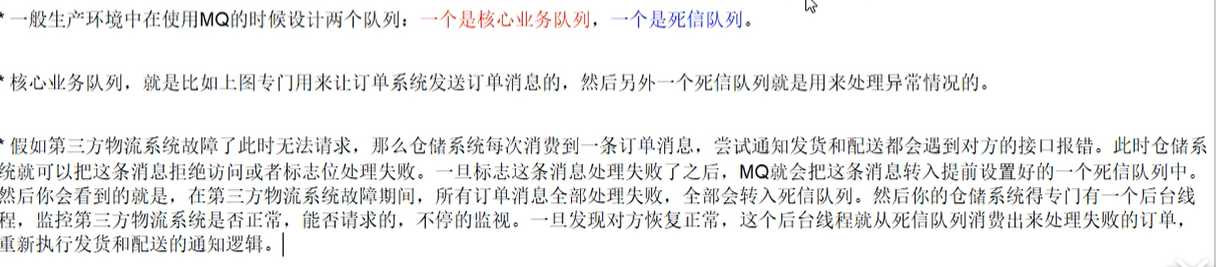 * 一般生产环境中在使用MQ的时候设计两个队列：一个是核心业务队列，一个是死信队列。
* 核心业务队列，就是比如上图专门用来让订单系统发送订单消息的，然后另外一个死信队列就是用来处理异常情况的。
* 假如第三方物流系统故障了此时无法请求，那么仓储系统每次消费到一条订单消息，尝试通知发货和配送都会遇到对方的接口报错。此时仓储系
统就可以把这条消息拒绝访问或者标志位处理失败。一旦标志这条消息处理失败了之后，MQ就会把这条消息转入提前设置好的一个死信队列中。
然后你会看到的就是，在第三方物流系统故障期间，所有订单消息全部处理失败，全部会转入死信队列。然后你的仓储系统得专门有一个后台线
程，监控第三方物流系统是否正常，能否请求的，不停的监视。一旦发现对方恢复正常，这个后台线程就从死信队列消费出来处理失败的订单，
重新执行发货和配送的通知逻辑。